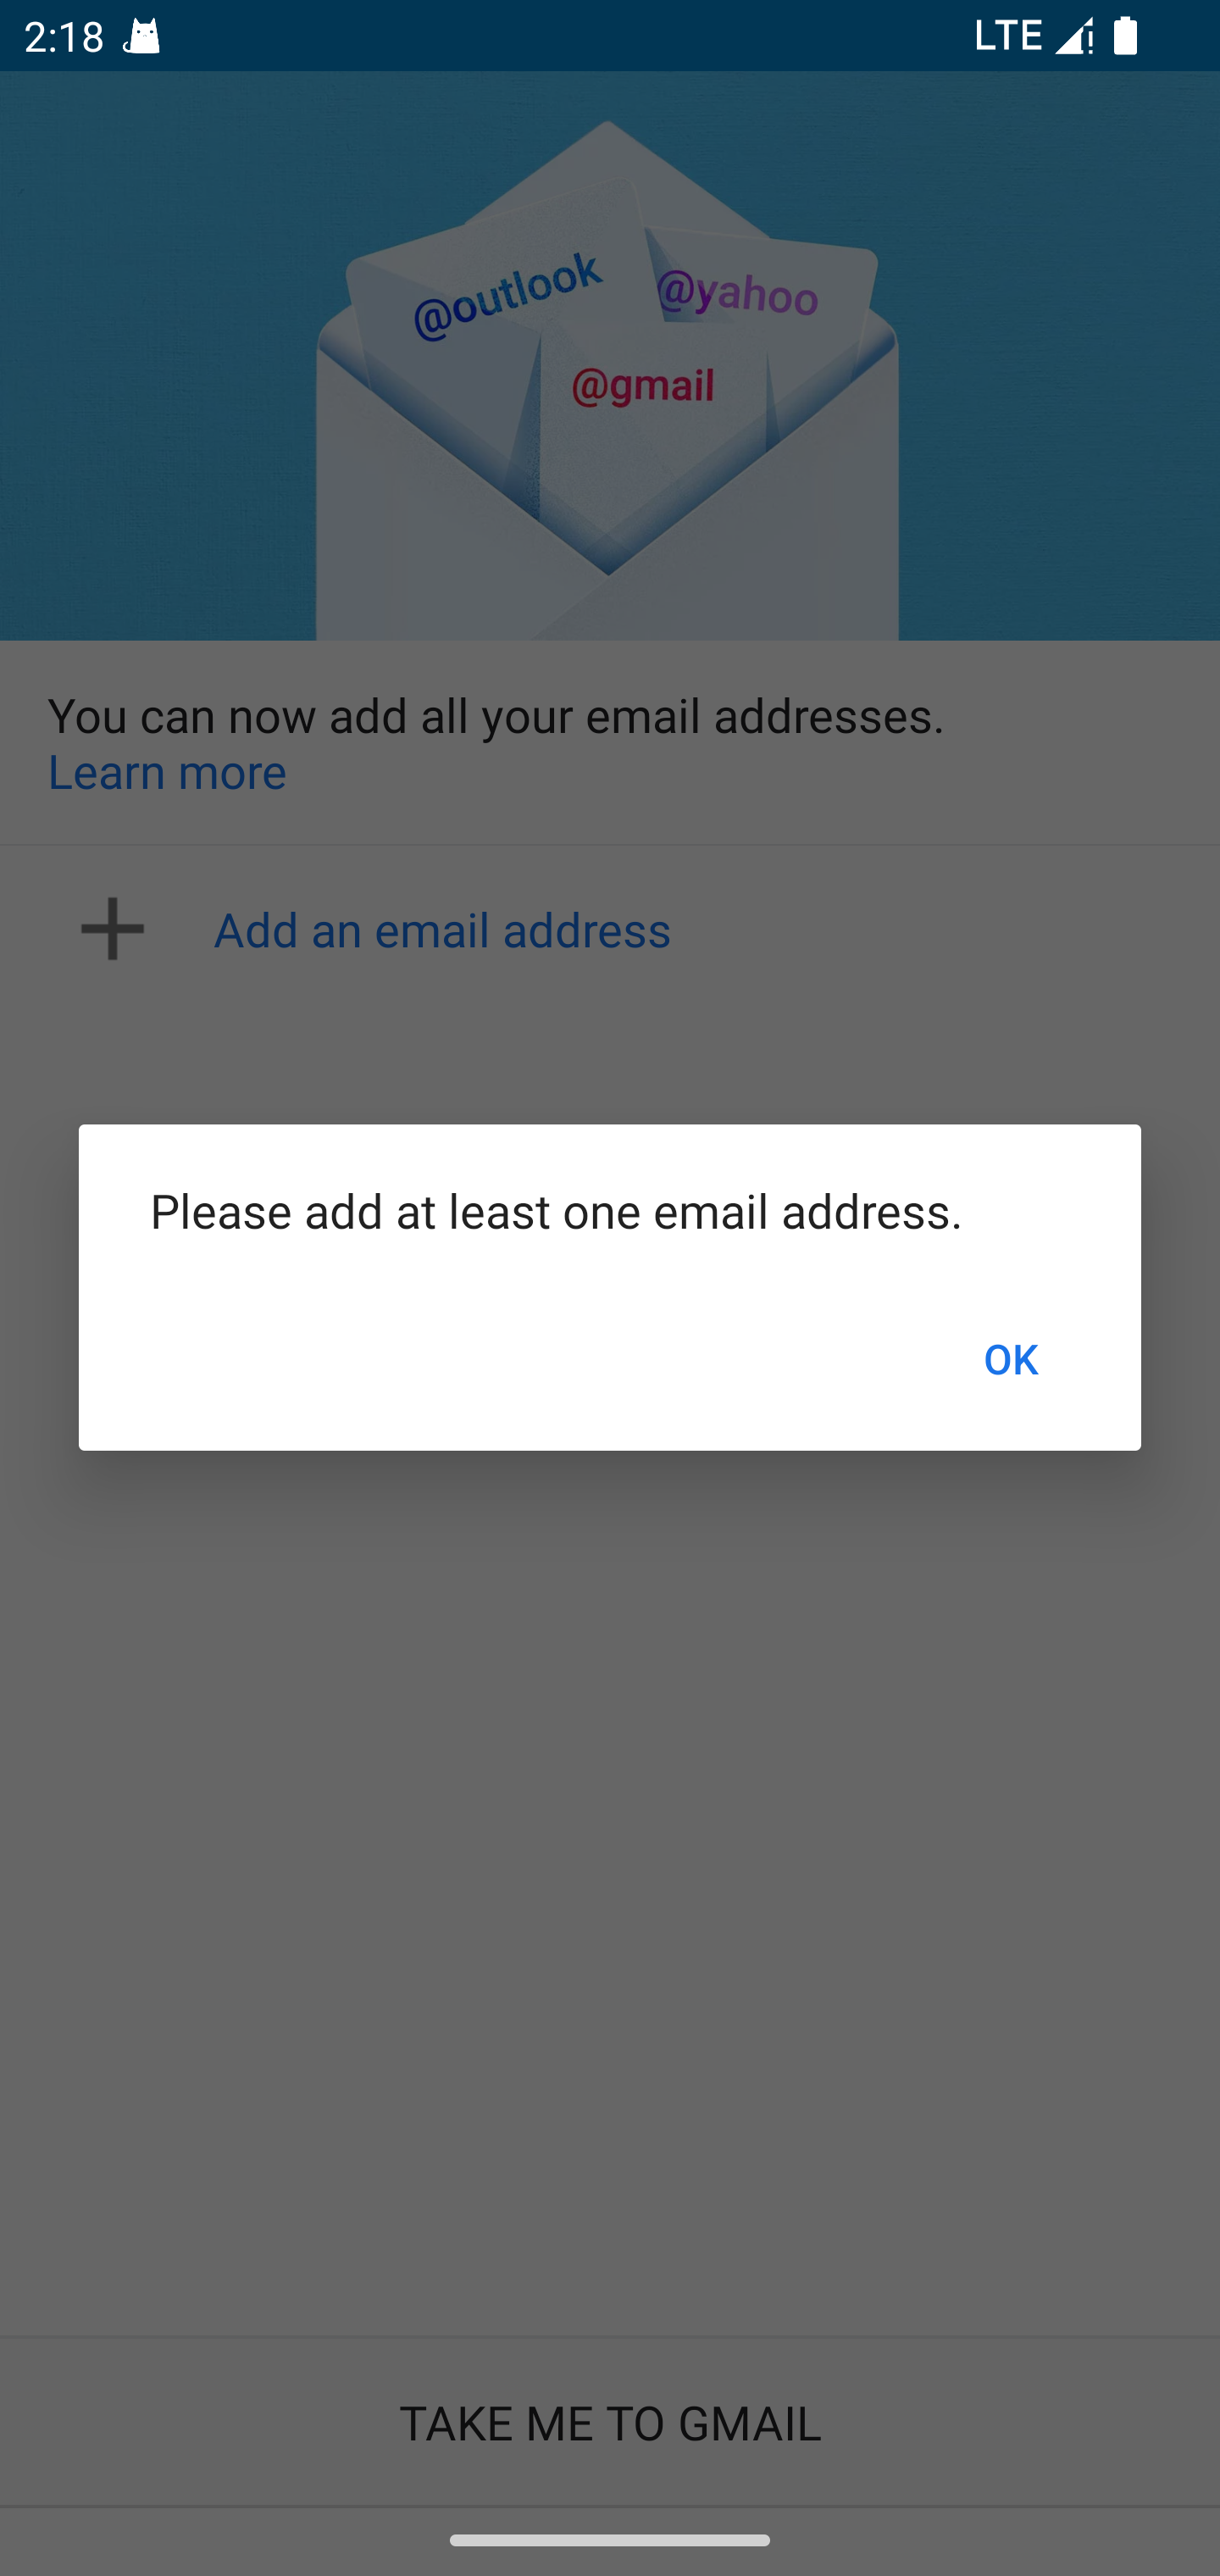 2:18
LTE
@outlook
@yahoo
@gmail
You can now add all your email addresses.
Learn more
Add an email address
Please add at least one email address.
OK
TAKE ME TO GMAIL